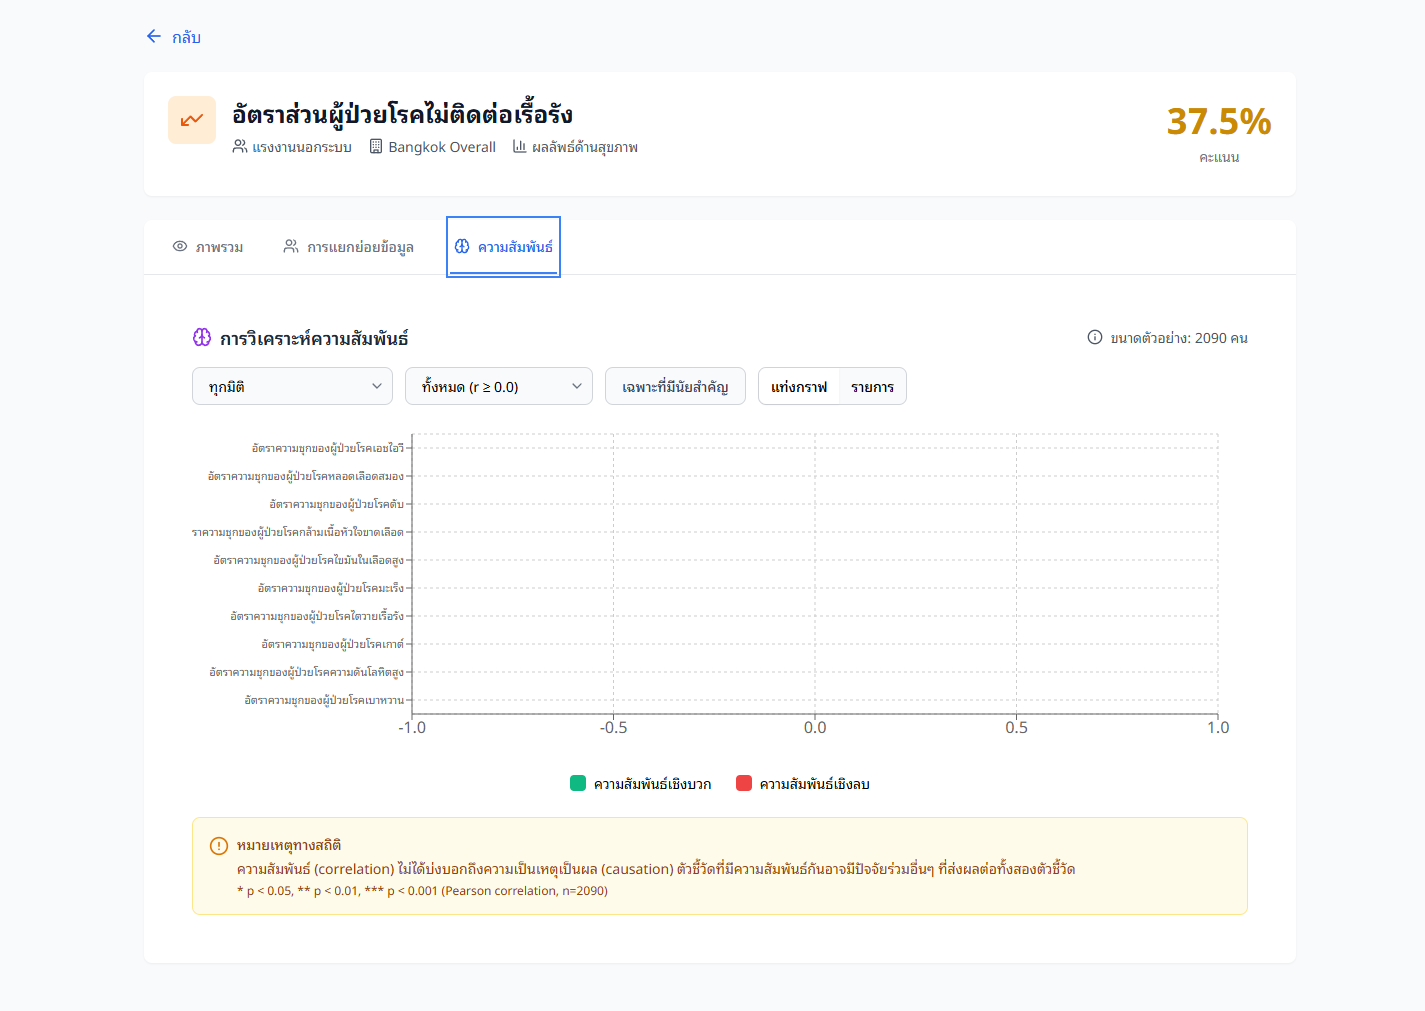 กลับ
อัตราส่วนผู้ป่วยโรคไม่ติดต่อเรื้อรัง
แรงงานนอกระบบ Bangkok Overall ผลลัพธ์ด้านสุขภาพ
37.5%
คะแนน
ภาพรวม การแยกย่อยข้อมูล ความสัมพันธ์
การวิเคราะห์ความสัมพันธ์
ขนาดตัวอย่าง: 2090 คน
ทุกมิติ ทั้งหมด (r ≥ 0.0) เฉพาะที่มีนัยสำคัญ แท่งกราฟ รายการ
อัตราความชุกของผู้ป่วยโรคเอชไอวี
อัตราความชุกของผู้ป่วยโรคหลอดเลือดสมอง
อัตราความชุกของผู้ป่วยโรคตับ
ราความชุกของผู้ป่วยโรคกล้ามเนื้อหัวใจขาดเลือด
อัตราความชุกของผู้ป่วยโรคไขมันในเลือดสูง
อัตราความชุกของผู้ป่วยโรคมะเร็ง
อัตราความชุกของผู้ป่วยโรคไตวายเรื้อรัง
อัตราความชุกของผู้ป่วยโรคเกาต์
อัตราความชุกของผู้ป่วยโรคความดันโลหิตสูง
อัตราความชุกของผู้ป่วยโรคเบาหวาน
-1.0 -0.5 0.0 0.5 1.0
ความสัมพันธ์เชิงบวก ความสัมพันธ์เชิงลบ
หมายเหตุทางสถิติ
ความสัมพันธ์ (correlation) ไม่ได้บ่งบอกถึงความเป็นเหตุเป็นผล (causation) ตัวชี้วัดที่มีความสัมพันธ์กันอาจมีปัจจัยร่วมอื่นๆ ที่ส่งผลต่อทั้งสองตัวชี้วัด
* p < 0.05, ** p < 0.01, *** p < 0.001 (Pearson correlation, n=2090)